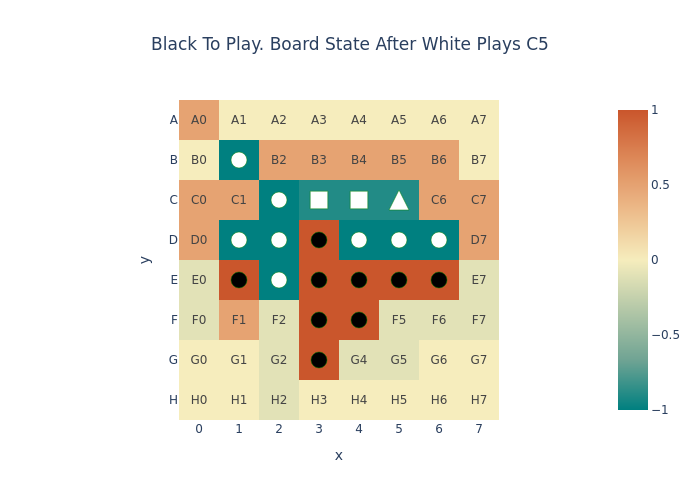 Black To Play. Board State After White Plays C5
A A0 A1 A2 A3 A4 A5 A6 A7
B B0 B2 B3 B4 B5 B6 B7
C C0 C1 C6 C7
D D0 D7
E E0 E7
F F0 F1 F2 F5 F6 F7
G G0 G1 G2 G4 G5 G6 G7
H H0 H1 H2 H3 H4 H5 H6 H7
0 1 2 3 4 5 6 7
x
y
1
0.5
0
−0.5
−1